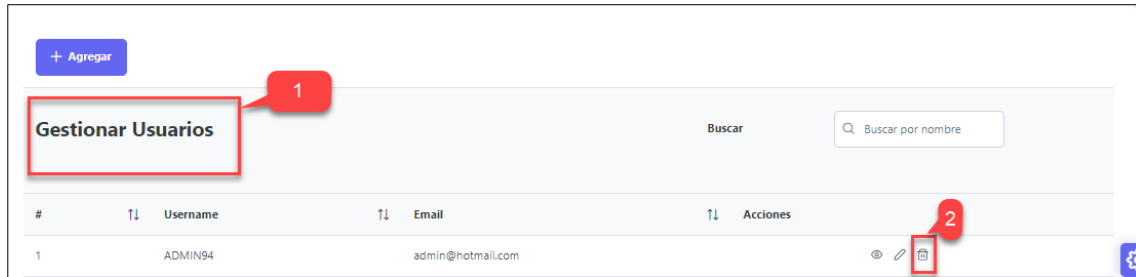 + Agregar
1
Gestionar Usuarios
Buscar
Buscar por nombre
# Username Email Acciones
2
1 ADMIN94 admin@hotmail.com